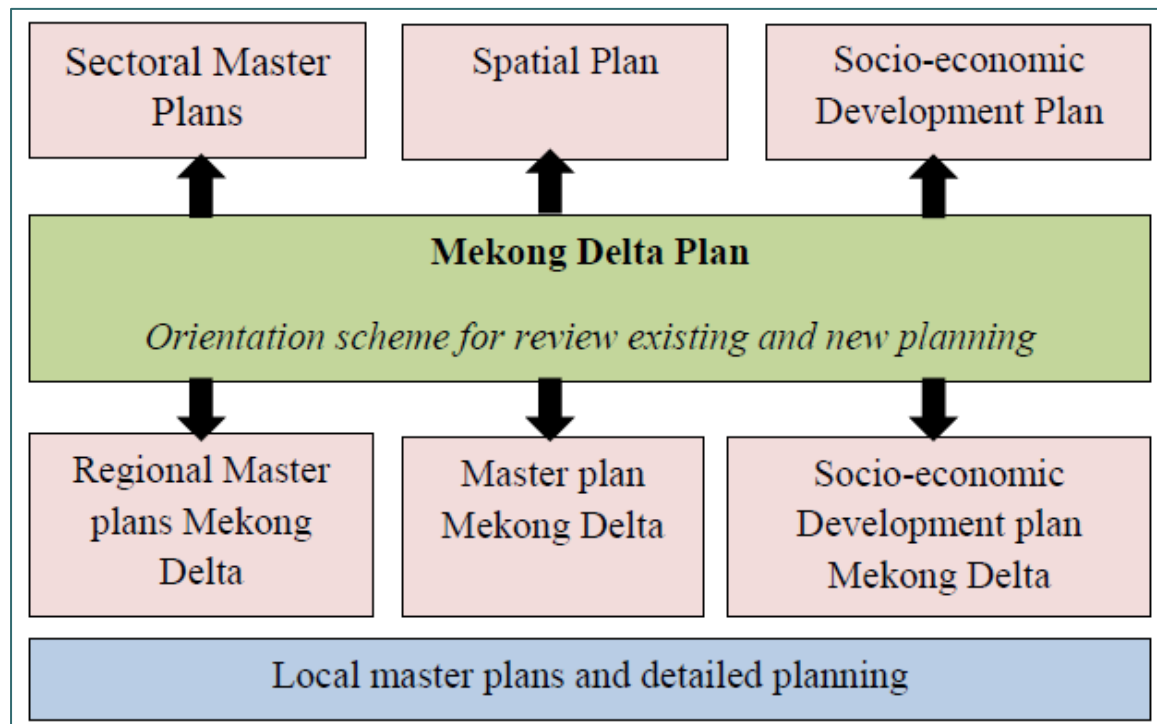 Sectoral Master
Plans
Spatial Plan
Socio-economic
Development Plan
Mekong Delta Plan
Orientation scheme for review existing and new planning
Regional Master
plans Mekong
Delta
Master plan
Mekong Delta
Socio-economic
Development plan
Mekong Delta
Local master plans and detailed planning